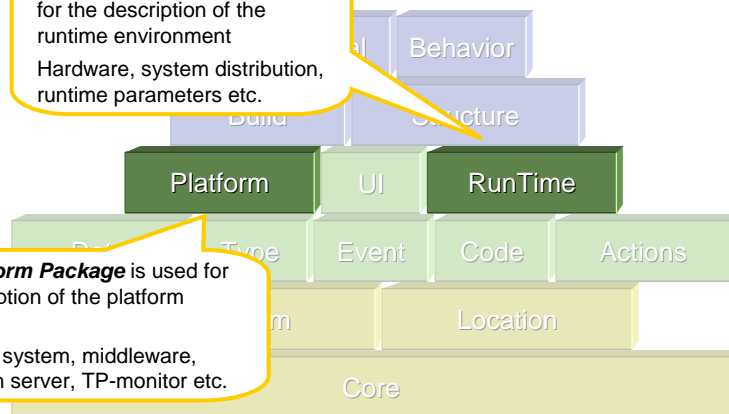 for the description of the
runtime environment
Hardware, system distribution,
runtime parameters etc.
Behavior
Build
Structure
Platform
UI
RunTime
Type
Event
Code
Actions
Package is used for
of the platform
system, middleware,
server, TP-monitor etc.
Location
Core